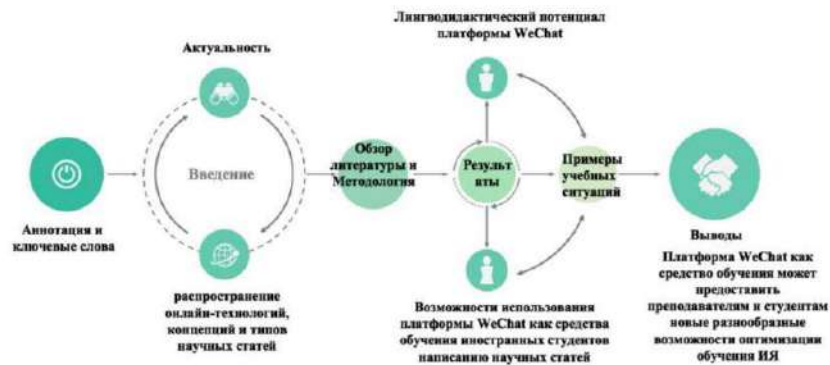 Аннотация и
ключевые слова
Актуальность
Введение
распространение
онлайн-технологий,
концепций и типов
научных статей
Обзор
литературы и
Методология
Лингводидактический потенциал
платформы WeChat
Результ
аты
Возможности использования
платформы WeChat как средства
обучения иностранных студентов
написанию научных статей
Примеры
учебных
ситуаций
Выводы
Платформа WeChat как
средство обучения может
предоставить
преподавателям и студентам
новые разнообразные
возможности оптимизации
обучения ИЯ